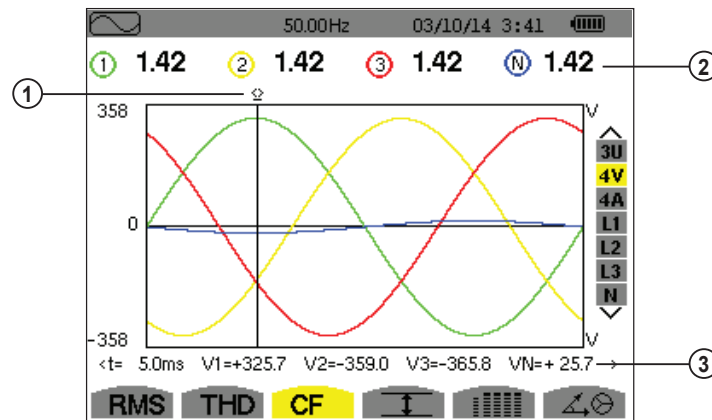 50.00Hz 03/10/14 3:41
1 1.42 2 1.42 3 1.42 N 1.42
2
1
358 V
3U
4V
4A
0
L1
L2
L3
N
-358 V
<t= 5.0ms V1=+325.7 V2=-359.0 V3=-365.8 VN=+ 25.7 →
3
RMS THD CF